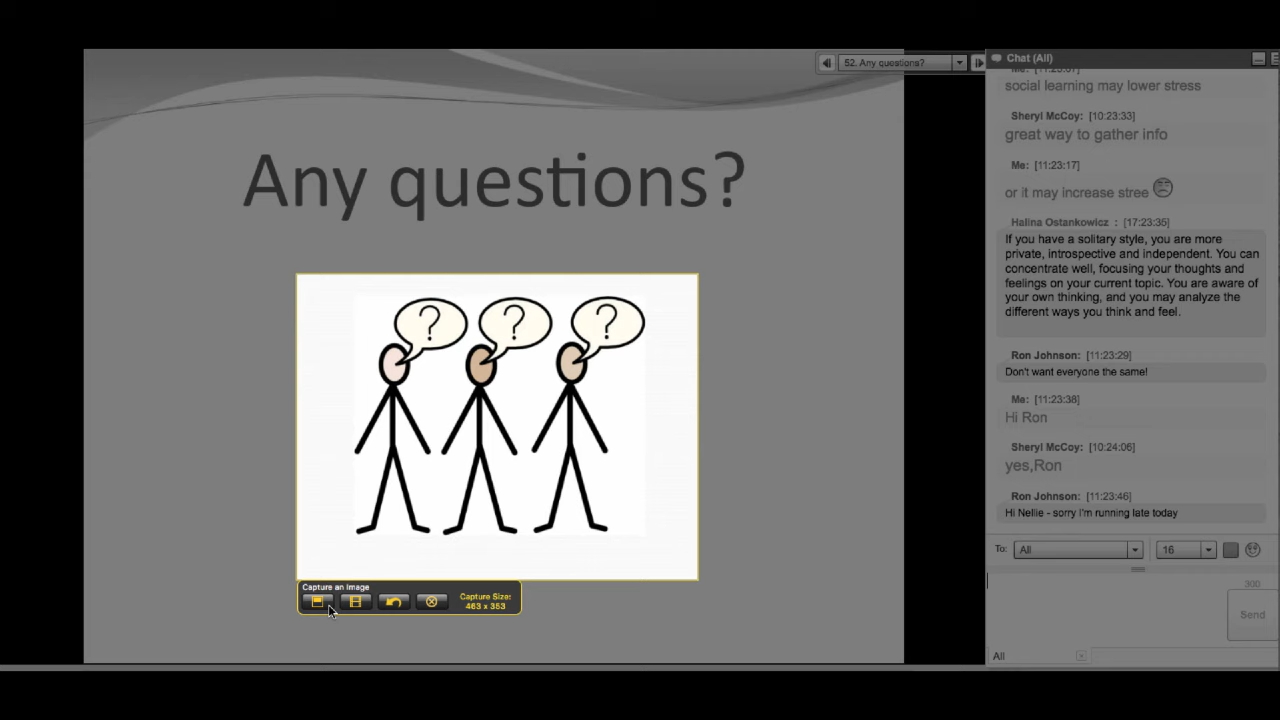 52. Any questions?
Any questions?
? ? ?
Capture an Image
Capture Size:
463 x 353
Chat (All)
social learning may lower stress
Sheryl McCoy: [10:23:33]
great way to gather info
Me: [11:23:17]
or it may increase stree
Halina Ostankowicz : [17:23:35]
If you have a solitary style, you are more
private, introspective and independent. You can
concentrate well, focusing your thoughts and
feelings on your current topic. You are aware of
your own thinking, and you may analyze the
different ways you think and feel.
Ron Johnson: [11:23:29]
Don't want everyone the same!
Me: [11:23:38]
Hi Ron
Sheryl McCoy: [10:24:06]
yes,Ron
Ron Johnson: [11:23:46]
Hi Nellie - sorry I'm running late today
To: All 16
300
Send
All